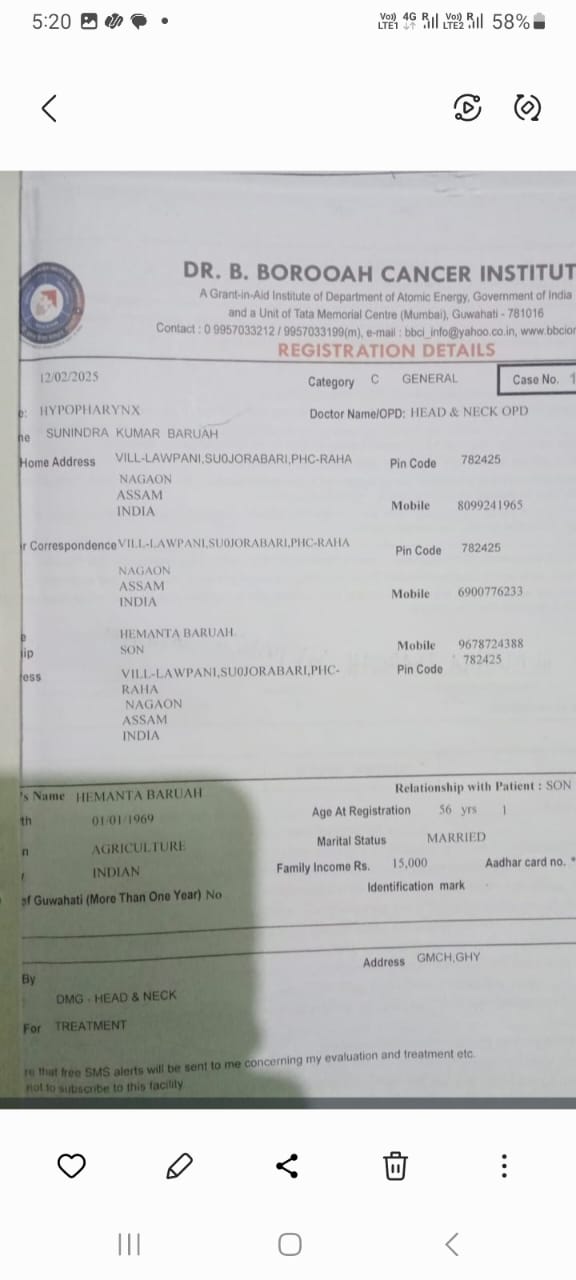 5:20
Vo)) 4G R Vo)) R 58%
LTE1 LTE2
DR. B. BOROOAH CANCER INSTITUT
A Grant-in-Aid Institute of Department of Atomic Energy, Government of India
and a Unit of Tata Memorial Centre (Mumbai), Guwahati - 781016
Contact : 0 9957033212 / 9957033199(m), e-mail : bbci_info@yahoo.co.in, www.bbcior
REGISTRATION DETAILS
12/02/2025
Category C GENERAL Case No. 1
e: HYPOPHARYNX Doctor Name/OPD: HEAD & NECK OPD
ne SUNINDRA KUMAR BARUAH
Home Address VILL-LAWPANI,SU0JORABARI,PHC-RAHA Pin Code 782425
NAGAON
ASSAM
INDIA Mobile 8099241965
r Correspondence VILL-LAWPANI,SU0JORABARI,PHC-RAHA Pin Code 782425
NAGAON
ASSAM
INDIA Mobile 6900776233
e HEMANTA BARUAH
ip SON Mobile 9678724388
ess VILL-LAWPANI,SU0JORABARI,PHC- Pin Code 782425
RAHA
NAGAON
ASSAM
INDIA
's Name HEMANTA BARUAH Relationship with Patient : SON
th 01/01/1969 Age At Registration 56 yrs 1
n AGRICULTURE Marital Status MARRIED
INDIAN Family Income Rs. 15,000 Aadhar card no. *
of Guwahati (More Than One Year) No Identification mark
By Address GMCH,GHY
DMG - HEAD & NECK
For TREATMENT
re that free SMS alerts will be sent to me concerning my evaluation and treatment etc.
not to subscribe to this facility